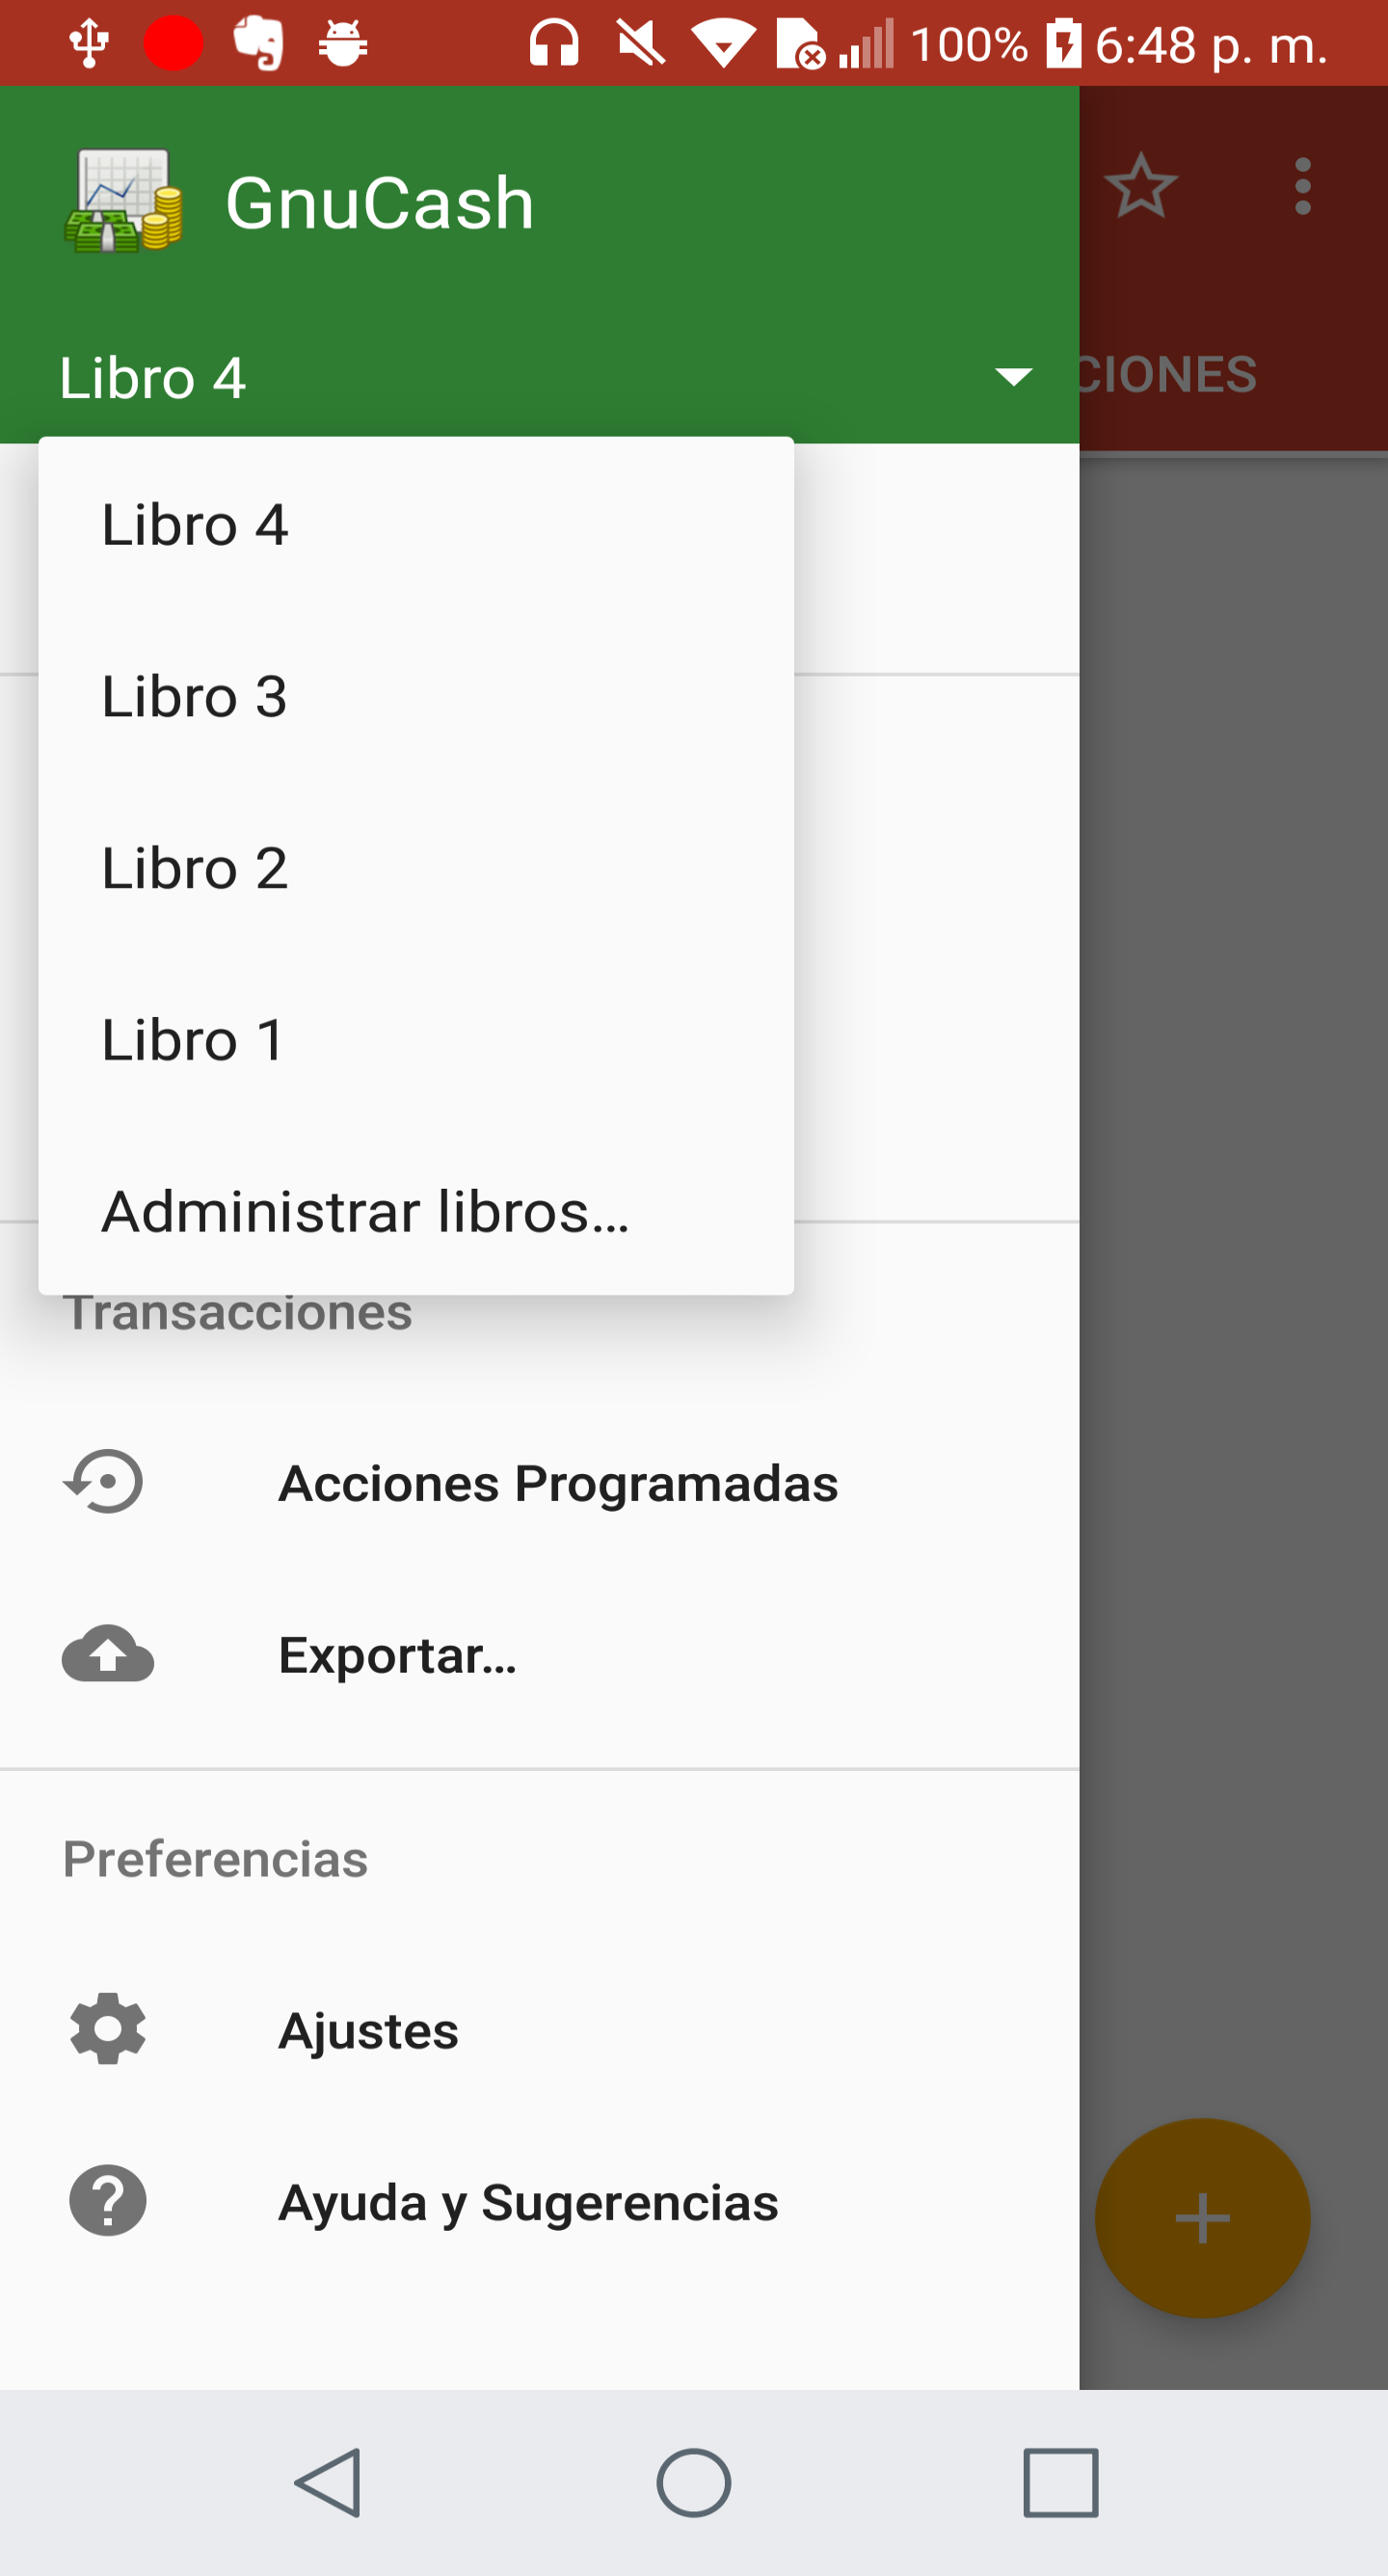 100% 6:48 p. m.
GnuCash
Libro 4
CIONES
Libro 4
Libro 3
Libro 2
Libro 1
Administrar libros...
Transacciones
Acciones Programadas
Exportar...
Preferencias
Ajustes
Ayuda y Sugerencias